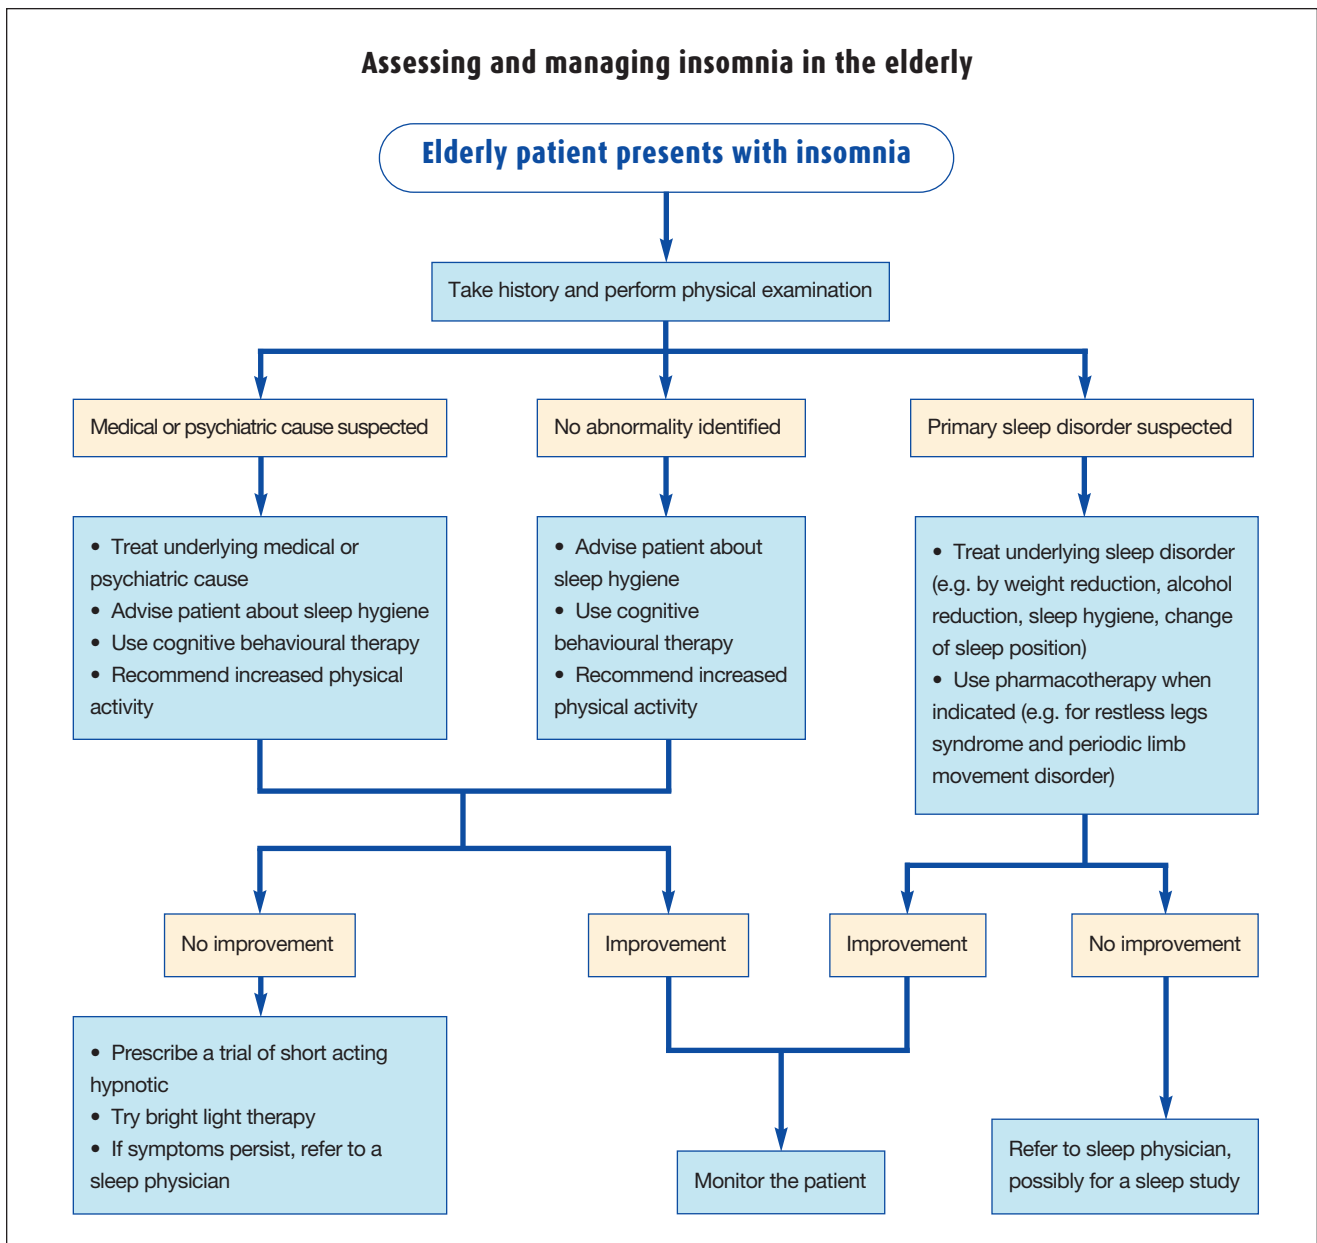 Assessing and managing insomnia in the elderly
Elderly patient presents with insomnia
Take history and perform physical examination
Medical or psychiatric cause suspected
No abnormality identified
Primary sleep disorder suspected
• Treat underlying medical or
psychiatric cause
• Advise patient about sleep hygiene
• Use cognitive behavioural therapy
• Recommend increased physical
activity
• Advise patient about
sleep hygiene
• Use cognitive
behavioural therapy
• Recommend increased
physical activity
• Treat underlying sleep disorder
(e.g. by weight reduction, alcohol
reduction, sleep hygiene, change
of sleep position)
• Use pharmacotherapy when
indicated (e.g. for restless legs
syndrome and periodic limb
movement disorder)
No improvement
Improvement
Improvement
No improvement
• Prescribe a trial of short acting
hypnotic
• Try bright light therapy
• If symptoms persist, refer to a
sleep physician
Monitor the patient
Refer to sleep physician,
possibly for a sleep study